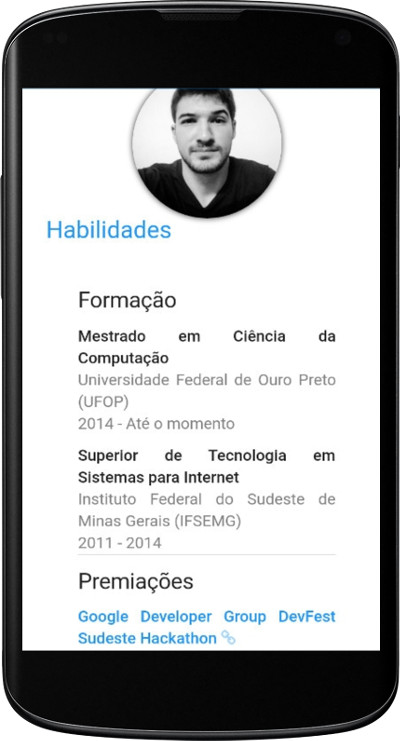 Habilidades
Formação
Mestrado em Ciência da
Computação
Universidade Federal de Ouro Preto
(UFOP)
2014 - Até o momento
Superior de Tecnologia em
Sistemas para Internet
Instituto Federal do Sudeste de
Minas Gerais (IFSEMG)
2011 - 2014
Premiações
Google Developer Group DevFest
Sudeste Hackathon